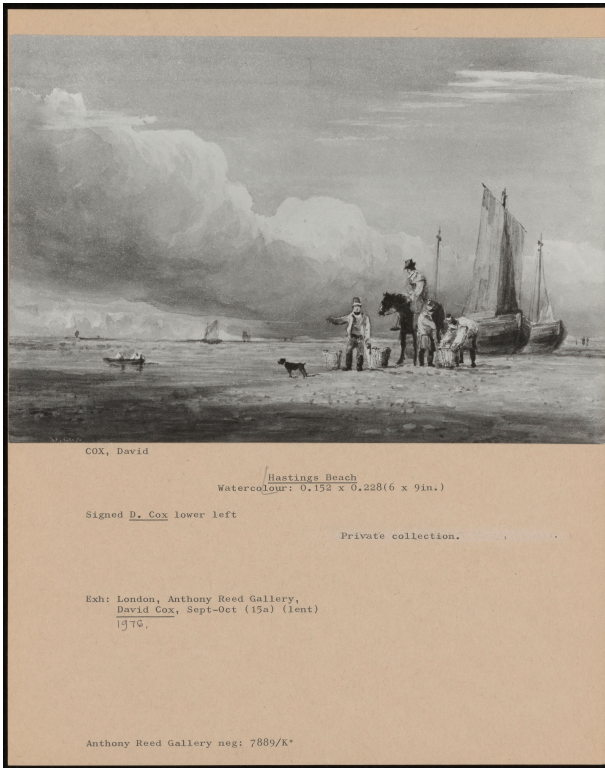 COX, David
Hastings Beach
Watercolour: 0.152 x 0.228(6 x 9in.)
Signed D. Cox lower left
Private collection.
Exh: London, Anthony Reed Gallery,
David Cox, Sept-Oct (15a) (lent)
1976.
Anthony Reed Gallery neg: 7889/K*